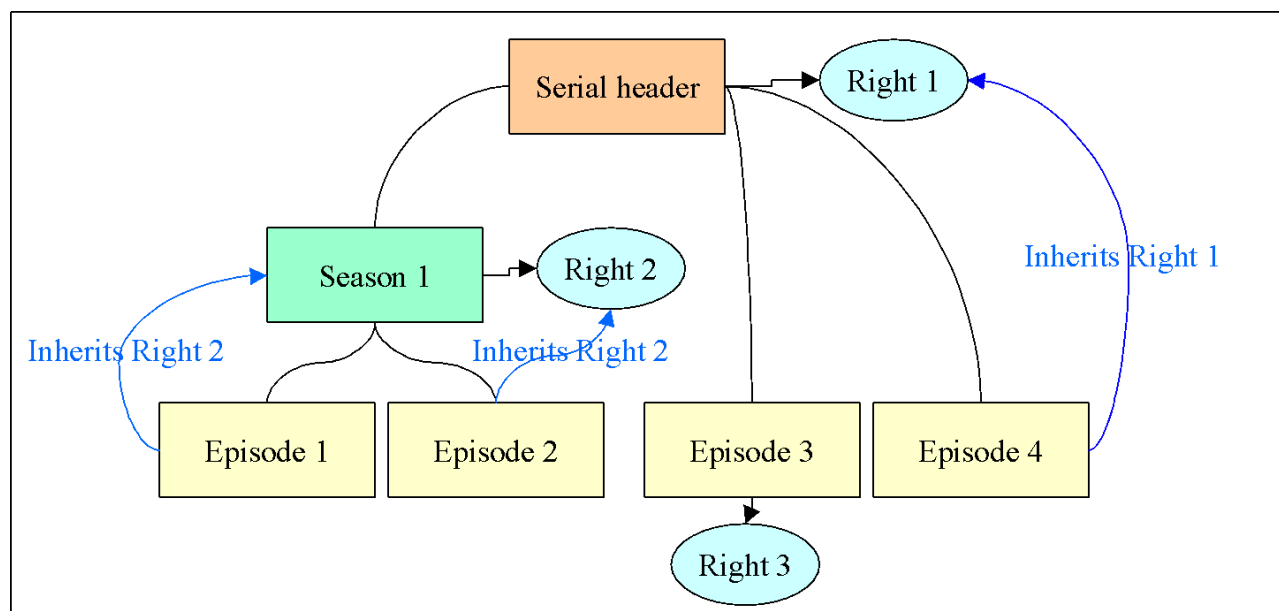 Serial header
Right 1
Season 1
Right 2
Inherits Right 1
Inherits Right 2
Inherits Right 2
Episode 1
Episode 2
Episode 3
Episode 4
Right 3